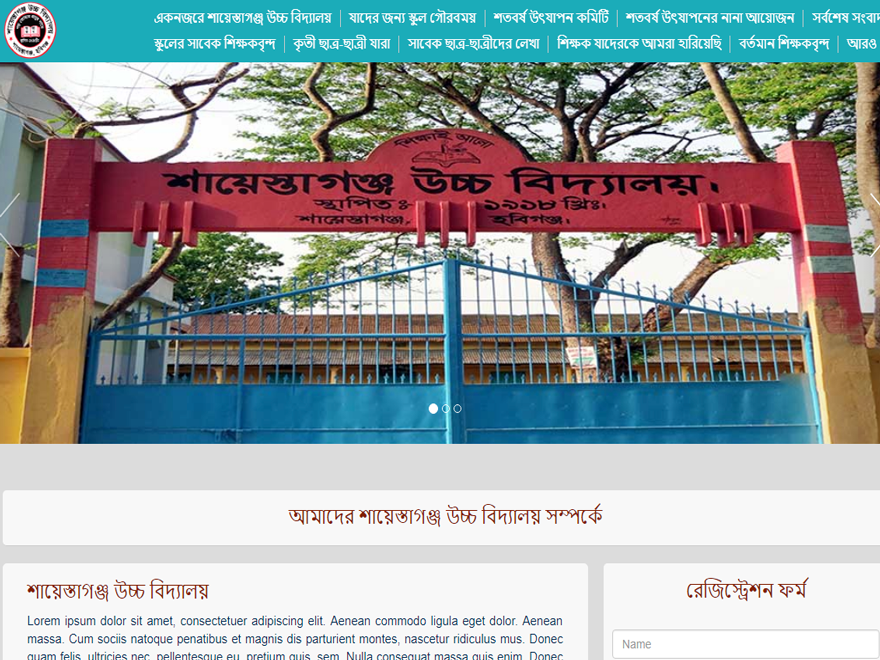 একনজরে শায়েস্তাগঞ্জ উচ্চ বিদ্যালয় | যাদের জন্য স্কুল গৌরবময় | শতবর্ষ উৎযাপন কমিটি | শতবর্ষ উৎযাপনের নানা আয়োজন | সর্বশেষ
স্কুলের সাবেক শিক্ষকবৃন্দ | কৃতী ছাত্র-ছাত্রী যারা | সাবেক ছাত্র-ছাত্রীদের লেখা | শিক্ষক যাদেরকে আমরা হারিয়েছি | বর্তমান শিক্ষকবৃন্দ | আরও
শিক্ষাই আলো
শায়েস্তাগঞ্জ উচ্চ বিদ্যালয়।
স্থাপিত ঃ ১৯১৮ খ্রিঃ।
শায়েস্তাগঞ্জ, হবিগঞ্জ।
আমাদের শায়েস্তাগঞ্জ উচ্চ বিদ্যালয় সম্পর্কে
শায়েস্তাগঞ্জ উচ্চ বিদ্যালয়
Lorem ipsum dolor sit amet, consectetuer adipiscing elit. Aenean commodo ligula eget dolor. Aenean
massa. Cum sociis natoque penatibus et magnis dis parturient montes, nascetur ridiculus mus. Donec
quam felis, ultricies nec, pellentesque eu, pretium quis, sem. Nulla consequat massa quis enim. Donec
রেজিস্ট্রেশন ফর্ম
Name